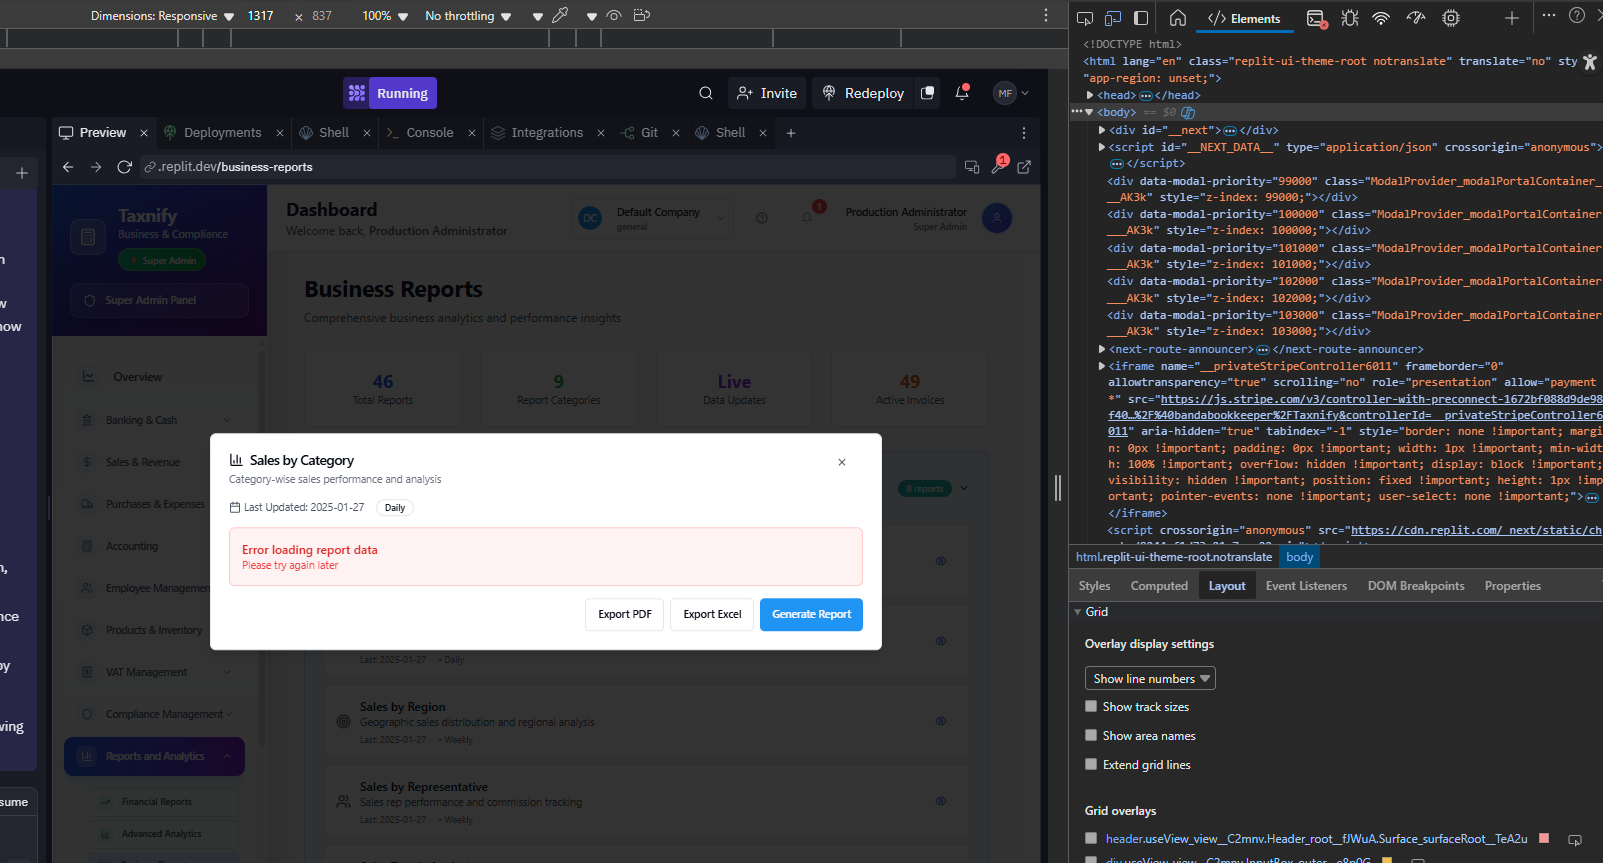 Dimensions: Responsive 1317 × 837 100% No throttling
Running
Invite
Redeploy
MF
Preview × Deployments × Shell × Console × Integrations × Git × Shell × +
.replit.dev/business-reports
1
Taxnify
Business & Compliance
Super Admin
Super Admin Panel
Dashboard
Welcome back, Production Administrator
DC
Default Company
general
1
Production Administrator
Super Admin
Overview
Banking & Cash
Sales & Revenue
Purchases & Expenses
Accounting
Employee Managemen
Products & Inventory
VAT Management
Compliance Management
Reports and Analytics
Financial Reports
Advanced Analytics
Business Reports
Comprehensive business analytics and performance insights
46
Total Reports
9
Report Categories
Live
Data Updates
49
Active Invoices
8 reports
Sales by Category
Category-wise sales performance and analysis
Last Updated: 2025-01-27 Daily
Error loading report data
Please try again later
Export PDF
Export Excel
Generate Report
Last: 2025-01-27 • Daily
Sales by Region
Geographic sales distribution and regional analysis
Last: 2025-01-27 • Weekly
Sales by Representative
Sales rep performance and commission tracking
Last: 2025-01-27 • Weekly
n
w
now
n,
nce
by
wing
sume
Elements
<!DOCTYPE html>
<html lang="en" class="replit-ui-theme-root notranslate" translate="no" sty
"app-region: unset;">
<head> </head>
<body> == $0
<div id="__next"> </div>
<script id="__NEXT_DATA__" type="application/json" crossorigin="anonymous">
</script>
<div data-modal-priority="99000" class="ModalProvider_modalPortalContainer_
__AK3k" style="z-index: 99000;"></div>
<div data-modal-priority="100000" class="ModalProvider_modalPortalContainer
___AK3k" style="z-index: 100000;"></div>
<div data-modal-priority="101000" class="ModalProvider_modalPortalContainer
___AK3k" style="z-index: 101000;"></div>
<div data-modal-priority="102000" class="ModalProvider_modalPortalContainer
___AK3k" style="z-index: 102000;"></div>
<div data-modal-priority="103000" class="ModalProvider_modalPortalContainer
___AK3k" style="z-index: 103000;"></div>
<next-route-announcer> </next-route-announcer>
<iframe name="__privateStripeController6011" frameborder="0"
allowtransparency="true" scrolling="no" role="presentation" allow="payment
*" src="https://js.stripe.com/v3/controller-with-preconnect-1672bf088d9de98
f40…%2F%40bandabookkeeper%2FTaxnify&controllerId=__privateStripeController6
011" aria-hidden="true" tabindex="-1" style="border: none !important; margi
n: 0px !important; padding: 0px !important; width: 1px !important; min-widt
h: 100% !important; overflow: hidden !important; display: block !important;
visibility: hidden !important; position: fixed !important; height: 1px !imp
ortant; pointer-events: none !important; user-select: none !important;">
</iframe>
<script crossorigin="anonymous" src="https://cdn.replit.com/_next/static/ch
html.replit-ui-theme-root.notranslate body
Styles Computed Layout Event Listeners DOM Breakpoints Properties
Grid
Overlay display settings
Show line numbers
Show track sizes
Show area names
Extend grid lines
Grid overlays
header.useView_view__C2mnv.Header_root__fJWuA.Surface_surfaceRoot__TeA2u